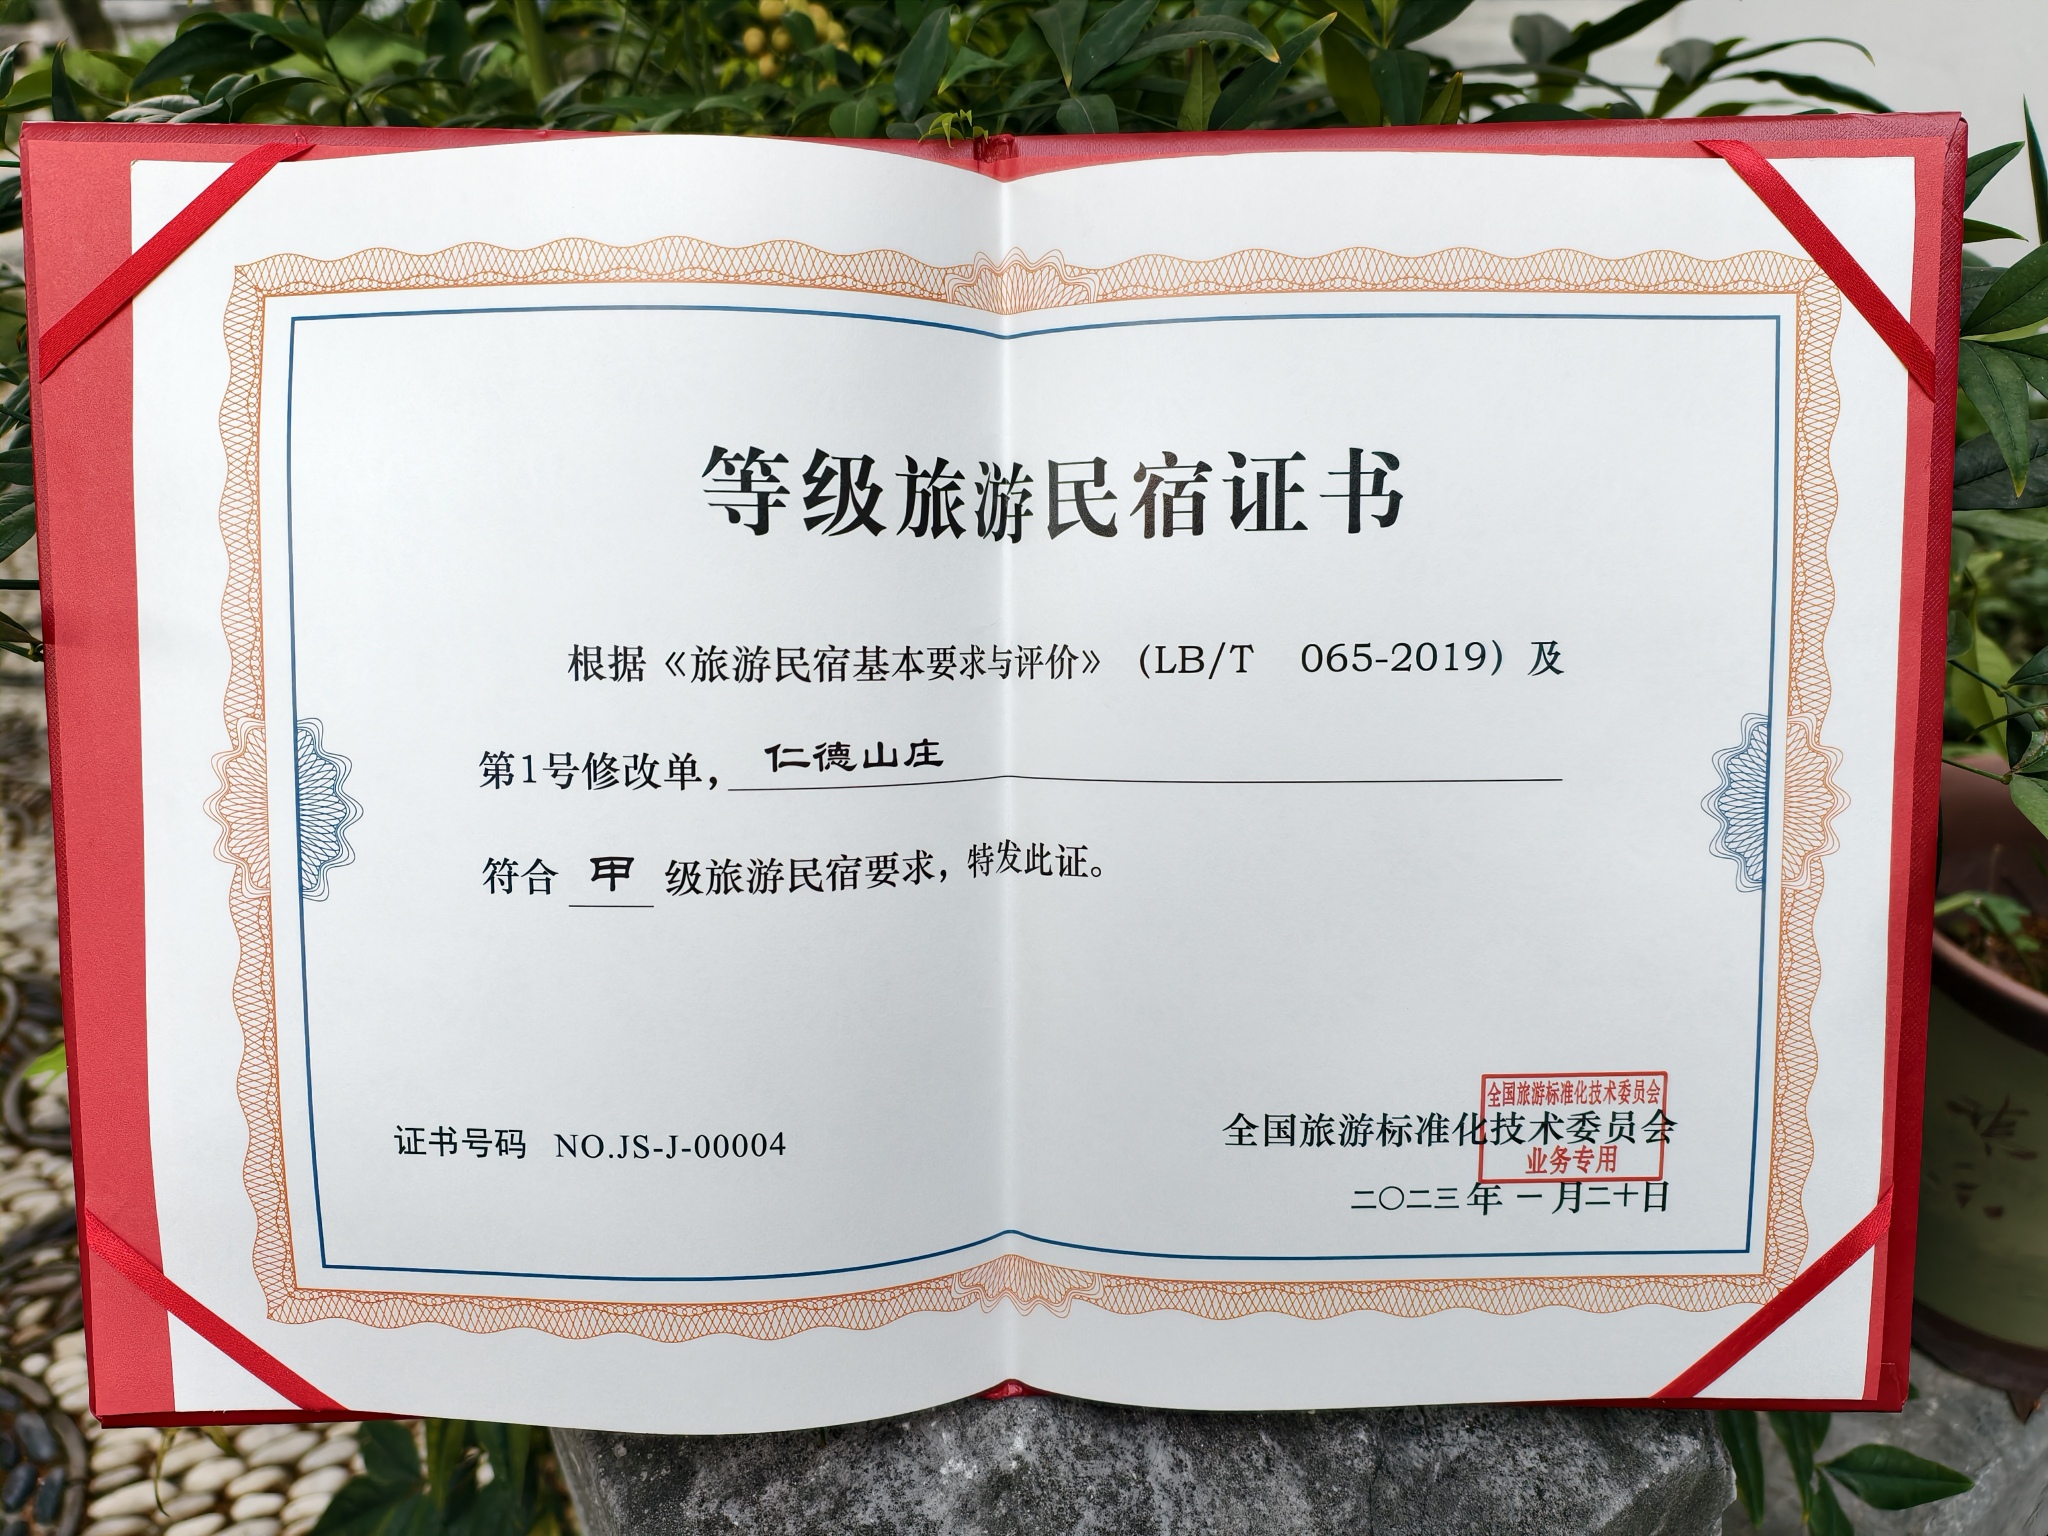 等级旅游民宿证书
根据《旅游民宿基本要求与评价》（LB/T 065-2019）及
第1号修改单，仁德山庄
符合 甲 级旅游民宿要求，特发此证。
证书号码 NO.JS-J-00004
全国旅游标准化技术委员会
全国旅游标准化技术委员会
业务专用
二〇二三年一月二十日